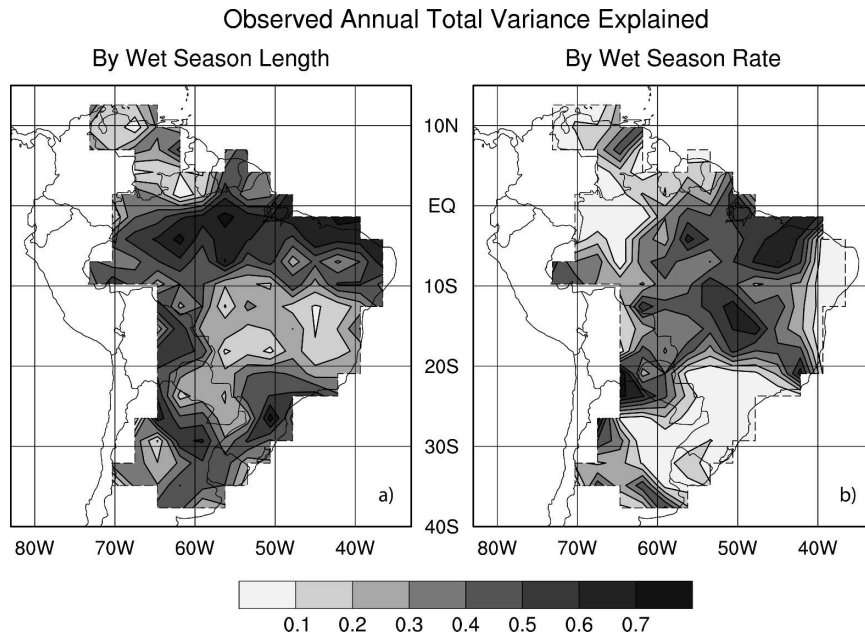 Observed Annual Total Variance Explained
By Wet Season Length
By Wet Season Rate
10N
EQ
10S
20S
30S
40S
a)
b)
80W 70W 60W 50W 40W
80W 70W 60W 50W 40W
0.1 0.2 0.3 0.4 0.5 0.6 0.7